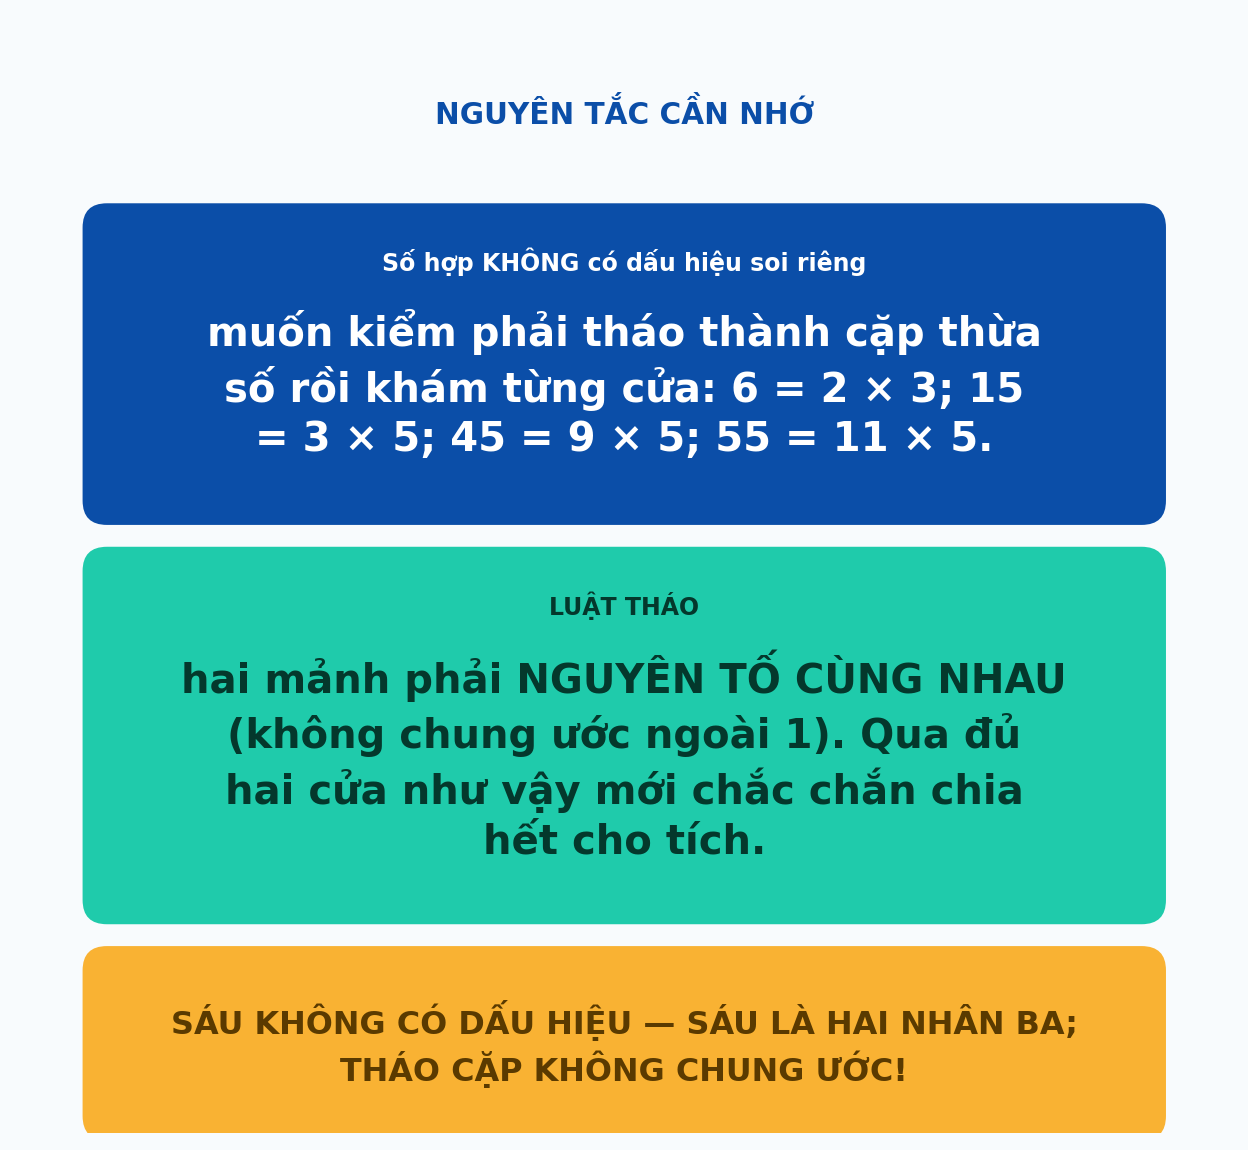 NGUYÊN TẮC CẦN NHỚ
Số hợp KHÔNG có dấu hiệu soi riêng
muốn kiểm phải tháo thành cặp thừa
số rồi khám từng cửa: 6 = 2 × 3; 15
= 3 × 5; 45 = 9 × 5; 55 = 11 × 5.
LUẬT THÁO
hai mảnh phải NGUYÊN TỐ CÙNG NHAU
(không chung ước ngoài 1). Qua đủ
hai cửa như vậy mới chắc chắn chia
hết cho tích.
SÁU KHÔNG CÓ DẤU HIỆU — SÁU LÀ HAI NHÂN BA;
THÁO CẶP KHÔNG CHUNG ƯỚC!